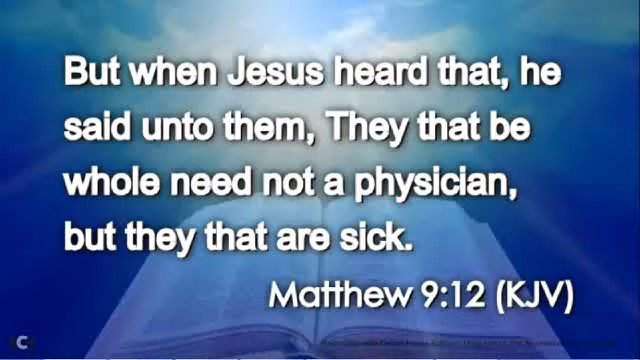 But when Jesus heard that, he
said unto them, They that be
whole need not a physician,
but they that are sick.
Matthew 9:12 (KJV)
C